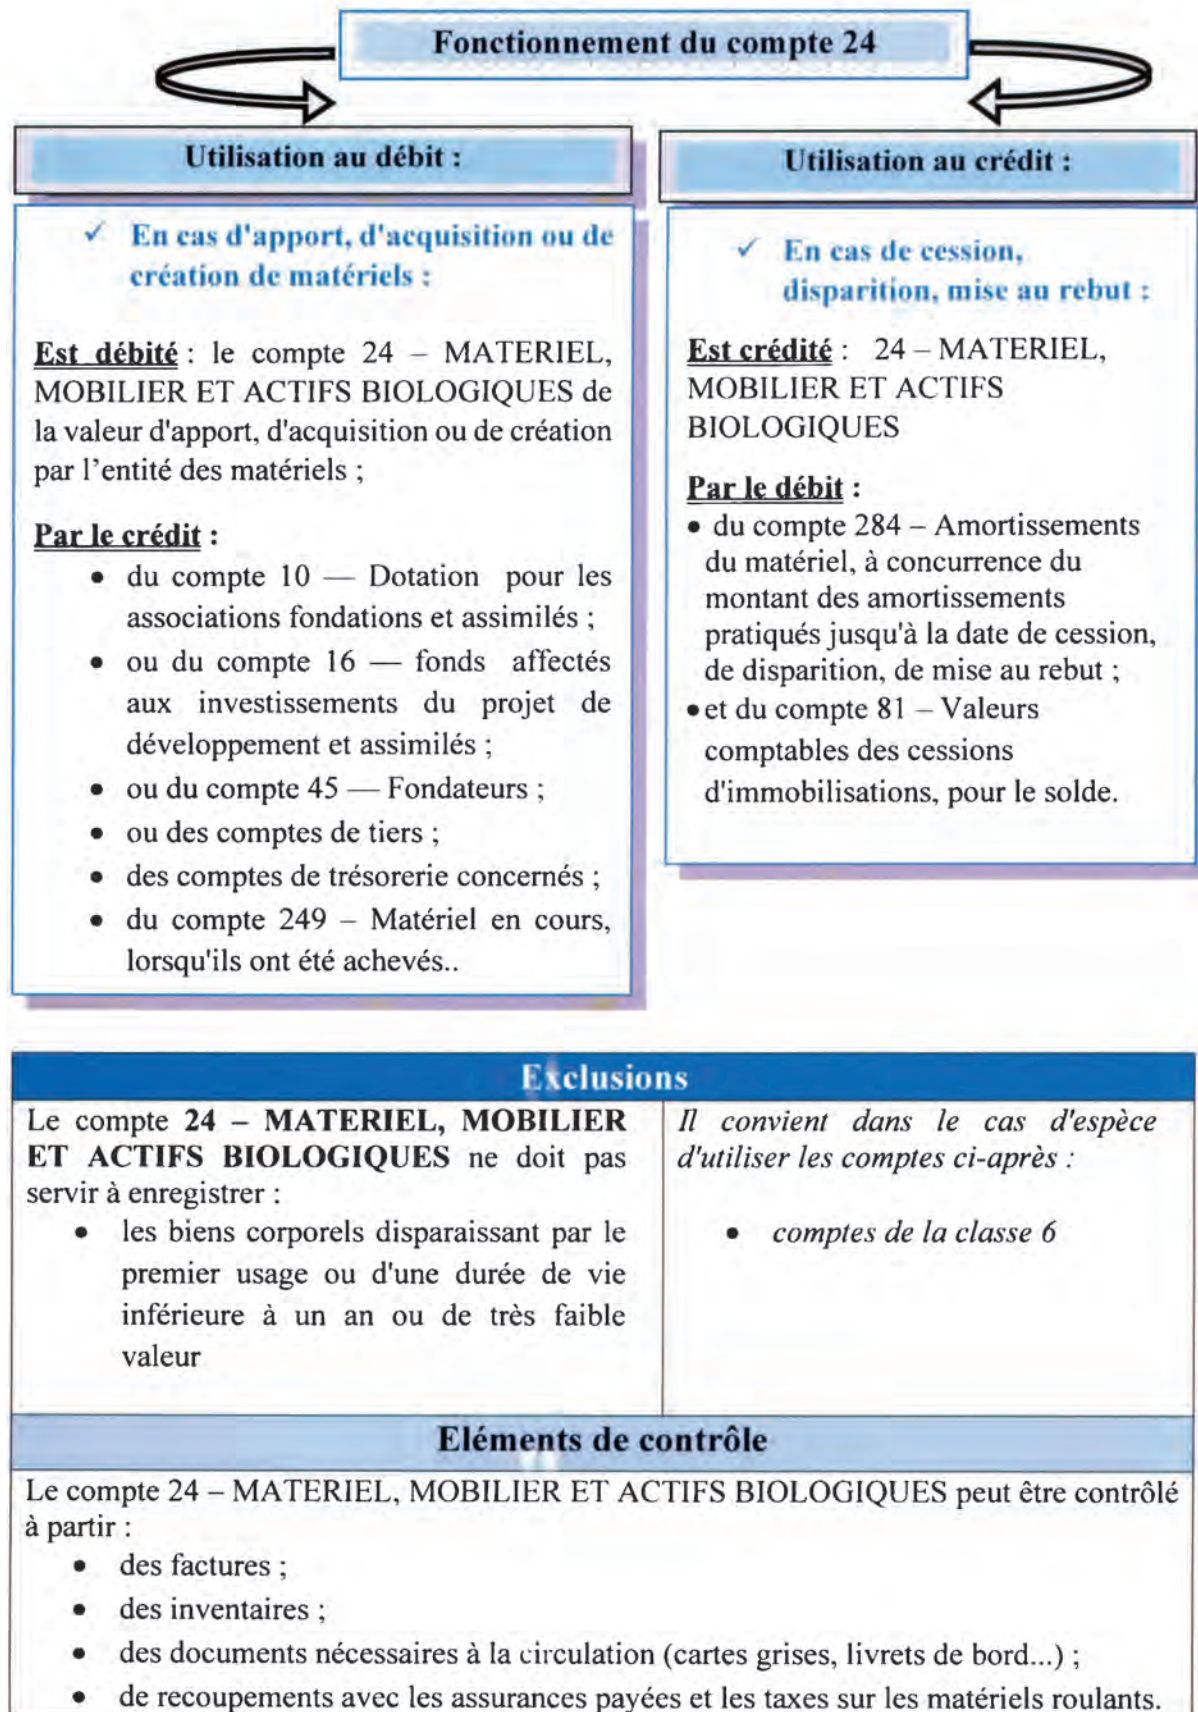 Fonctionnement du compte 24
Utilisation au débit :
✓ En cas d'apport, d'acquisition ou de
création de matériels :
Est débité : le compte 24 – MATERIEL,
MOBILIER ET ACTIFS BIOLOGIQUES de
la valeur d'apport, d'acquisition ou de création
par l'entité des matériels ;
Par le crédit :
• du compte 10 — Dotation pour les
associations fondations et assimilés ;
• ou du compte 16 — fonds affectés
aux investissements du projet de
développement et assimilés ;
• ou du compte 45 — Fondateurs ;
• ou des comptes de tiers ;
• des comptes de trésorerie concernés ;
• du compte 249 – Matériel en cours,
lorsqu'ils ont été achevés..
Utilisation au crédit :
✓ En cas de cession,
disparition, mise au rebut :
Est crédité : 24 – MATERIEL,
MOBILIER ET ACTIFS
BIOLOGIQUES
Par le débit :
• du compte 284 – Amortissements
du matériel, à concurrence du
montant des amortissements
pratiqués jusqu'à la date de cession,
de disparition, de mise au rebut ;
• et du compte 81 – Valeurs
comptables des cessions
d'immobilisations, pour le solde.
Exclusions
Le compte 24 – MATERIEL, MOBILIER
ET ACTIFS BIOLOGIQUES ne doit pas
servir à enregistrer :
• les biens corporels disparaissant par le
premier usage ou d'une durée de vie
inférieure à un an ou de très faible
valeur
Il convient dans le cas d'espèce
d'utiliser les comptes ci-après :
• comptes de la classe 6
Eléments de contrôle
Le compte 24 – MATERIEL, MOBILIER ET ACTIFS BIOLOGIQUES peut être contrôlé
à partir :
• des factures ;
• des inventaires ;
• des documents nécessaires à la circulation (cartes grises, livrets de bord...) ;
• de recoupements avec les assurances payées et les taxes sur les matériels roulants.